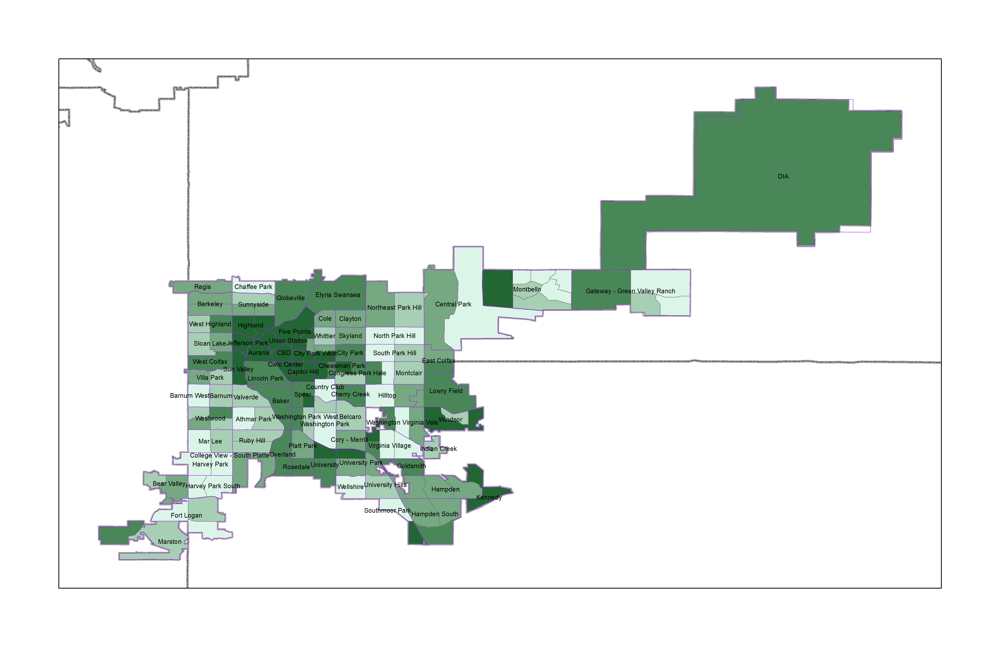 DIA
Regis
Chaffee Park
Gateway - Green Valley Ranch
Montbello
Elyria Swansea
Globeville
Berkeley
Sunnyside
Central Park
Northeast Park Hill
Cole
Clayton
West Highland
Highland
Five Points
Whittier
Skyland
North Park Hill
Union Station
Sloan Lake
Jefferson Park
Auraria
CBD
City Park West
City Park
South Park Hill
East Colfax
West Colfax
Civic Center
Cheesman Park
Sun Valley
Capitol Hill
Congress Park
Hale
Montclair
Villa Park
Lincoln Park
Country Club
Lowry Field
Barnum West
Barnum
Valverde
Speer
Cherry Creek
Hilltop
Baker
Westwood
Athmar Park
Washington Park West
Belcaro
Washington Park
Washington Virginia Vale
Windsor
Mar Lee
Ruby Hill
Platt Park
Cory - Merrill
Virginia Village
Indian Creek
College View - South Platte
Overland
Harvey Park
Rosedale
University
University Park
Goldsmith
Bear Valley
Harvey Park South
Wellshire
University Hills
Hampden
Kennedy
Southmoor Park
Hampden South
Fort Logan
Marston